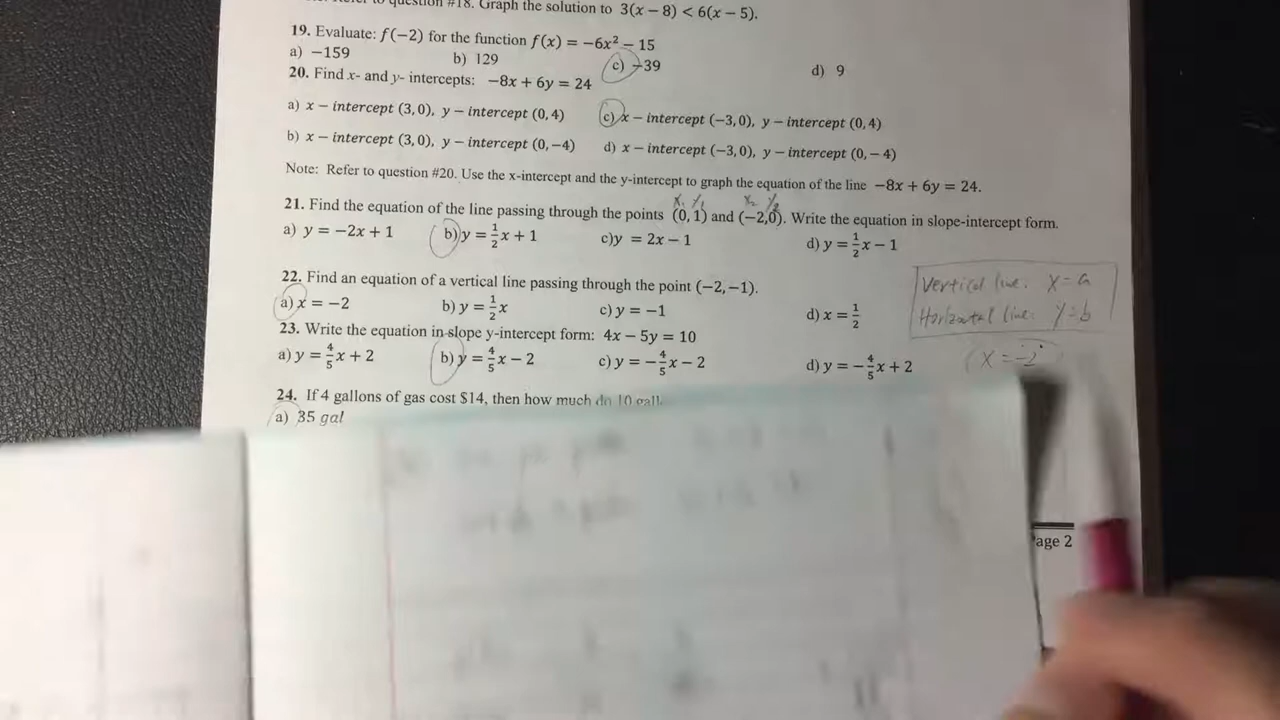 question #18. Graph the solution to 3(x − 8) < 6(x − 5).
19. Evaluate: f(−2) for the function f(x) = −6x² − 15
a) −159 b) 129 c) −39 d) 9
20. Find x- and y- intercepts: −8x + 6y = 24
a) x − intercept (3, 0), y − intercept (0, 4) c) x − intercept (−3, 0), y − intercept (0, 4)
b) x − intercept (3, 0), y − intercept (0, −4) d) x − intercept (−3, 0), y − intercept (0, − 4)
Note: Refer to question #20. Use the x-intercept and the y-intercept to graph the equation of the line −8x + 6y = 24.
x₁ y₁ x₂ y₂
21. Find the equation of the line passing through the points (0, 1) and (−2,0). Write the equation in slope-intercept form.
a) y = −2x + 1 b) y = ½x + 1 c)y = 2x − 1 d) y = ½x − 1
22. Find an equation of a vertical line passing through the point (−2, −1).
a) x = −2 b) y = ½x c) y = −1 d) x = ½
Vertical line: x = a
Horizontal line: y = b
23. Write the equation in slope y-intercept form: 4x − 5y = 10
a) y = ⅘x + 2 b) y = ⅘x − 2 c) y = −⅘x − 2 d) y = −⅘x + 2
x = −2
24. If 4 gallons of gas cost $14, then how much do 10
a) 35 gal
age 2